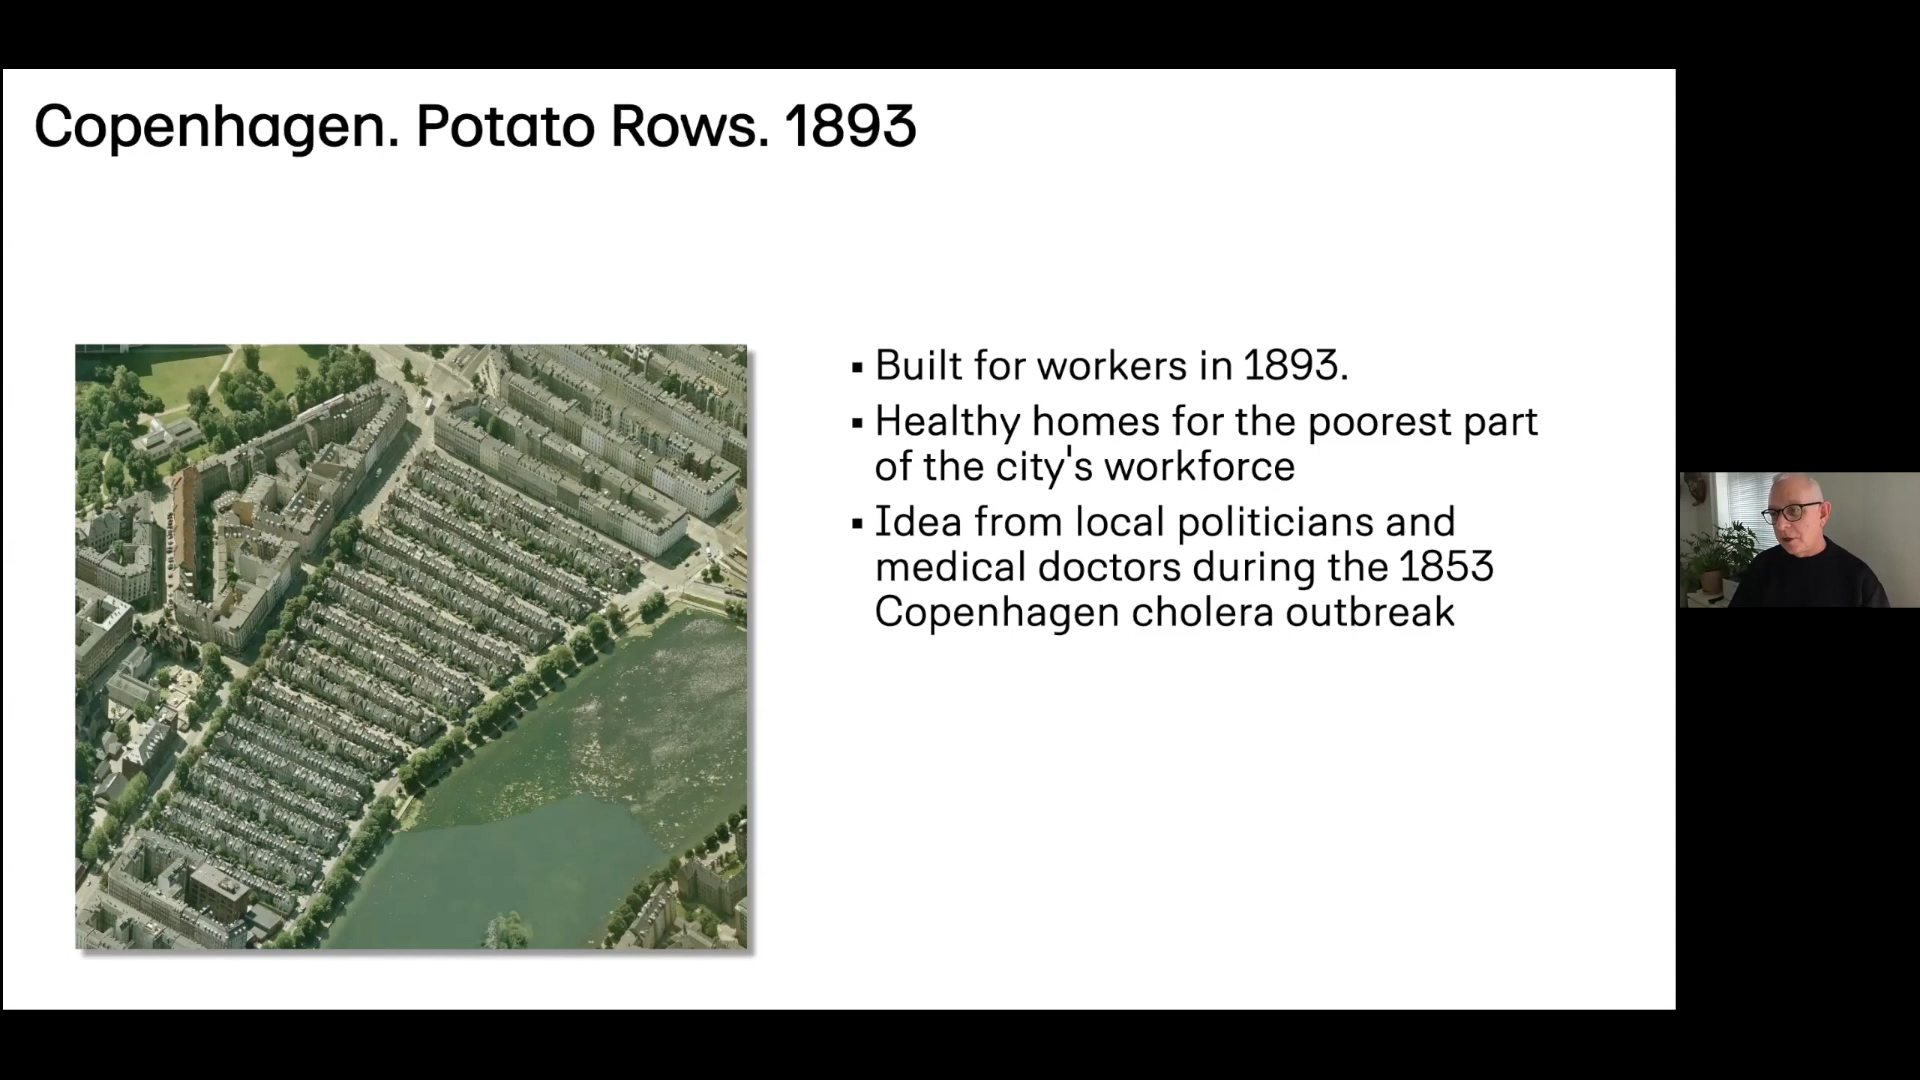 Copenhagen. Potato Rows. 1893
▪ Built for workers in 1893.
▪ Healthy homes for the poorest part
of the city's workforce
▪ Idea from local politicians and
medical doctors during the 1853
Copenhagen cholera outbreak